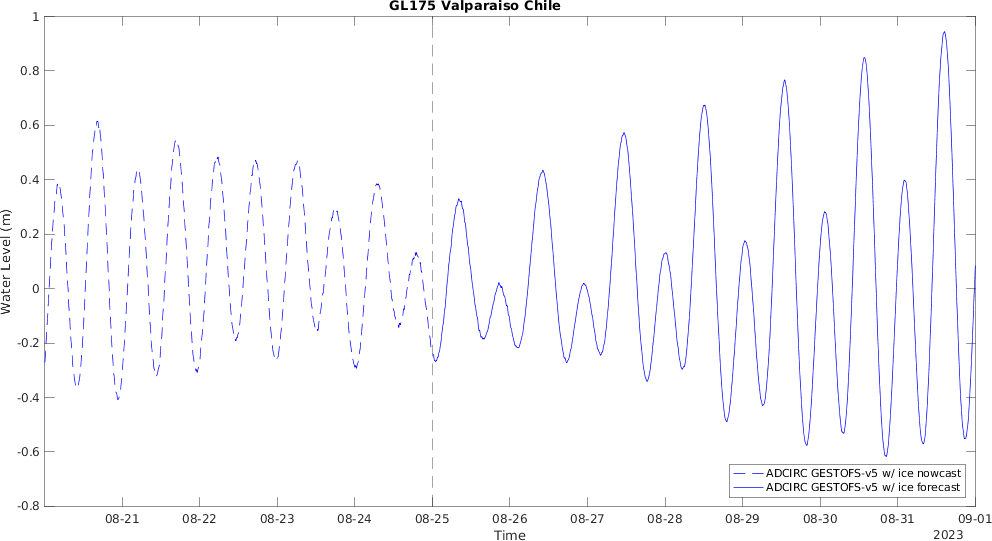 GL175 Valparaiso Chile
1
0.8
0.6
0.4
0.2
0
-0.2
-0.4
-0.6
-0.8
Water Level (m)
ADCIRC GESTOFS-v5 w/ ice nowcast
ADCIRC GESTOFS-v5 w/ ice forecast
08-21 08-22 08-23 08-24 08-25 08-26 08-27 08-28 08-29 08-30 08-31 09-01
Time
2023